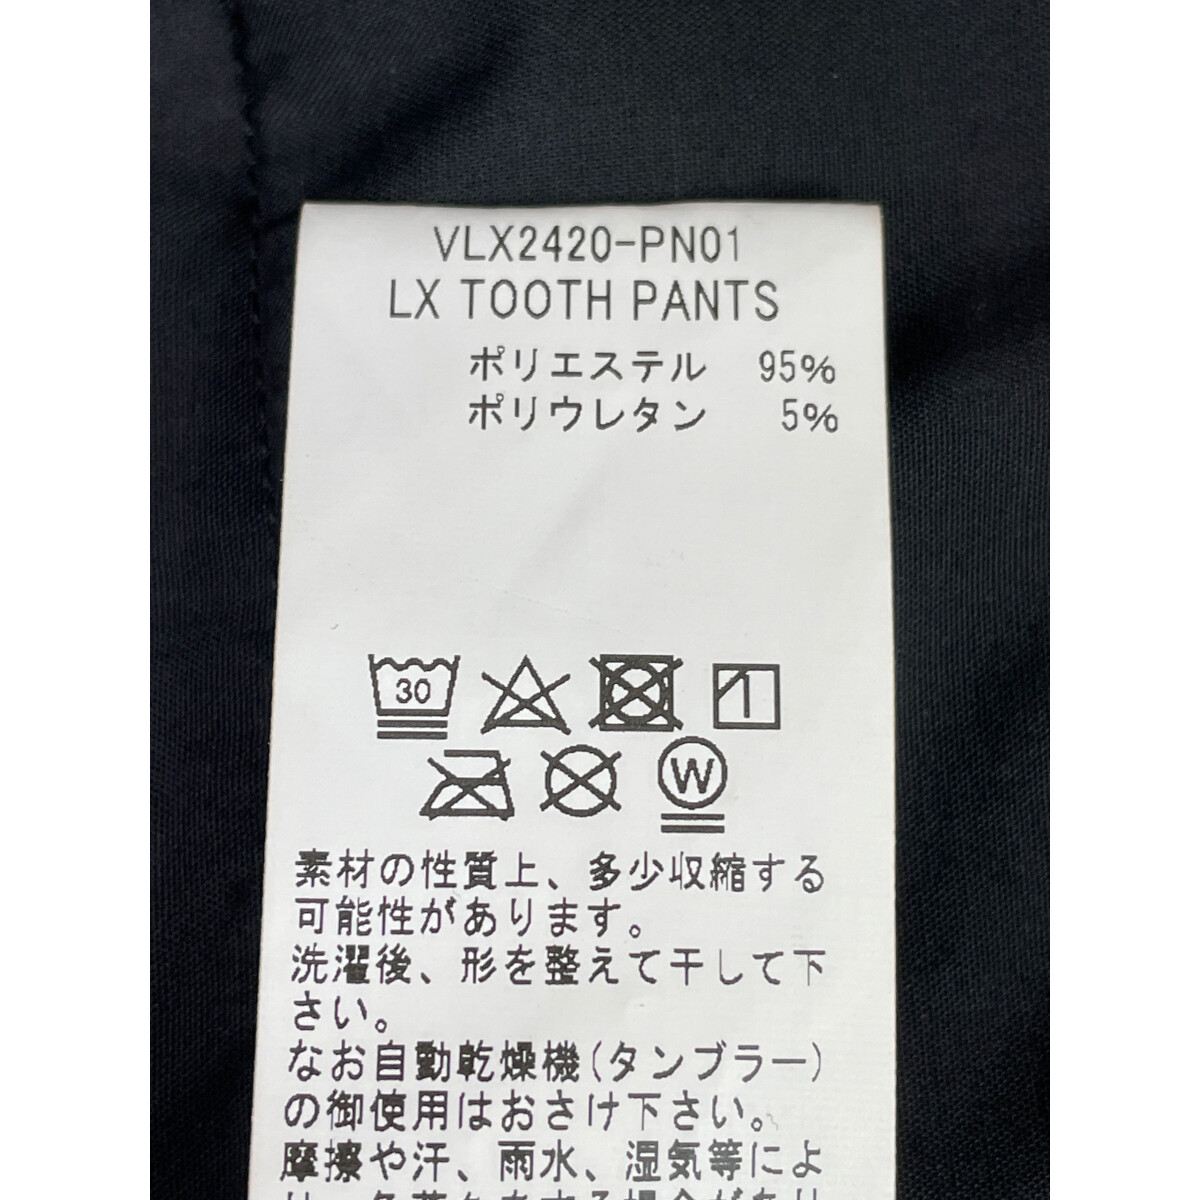 VLX2420-PN01
LX TOOTH PANTS
ポリエステル 95%
ポリウレタン 5%
30
W
素材の性質上、多少収縮する
可能性があります。
洗濯後、形を整えて干して下
さい。
なお自動乾燥機(タンブラー)
の御使用はおさけ下さい。
摩擦や汗、雨水、湿気等によ